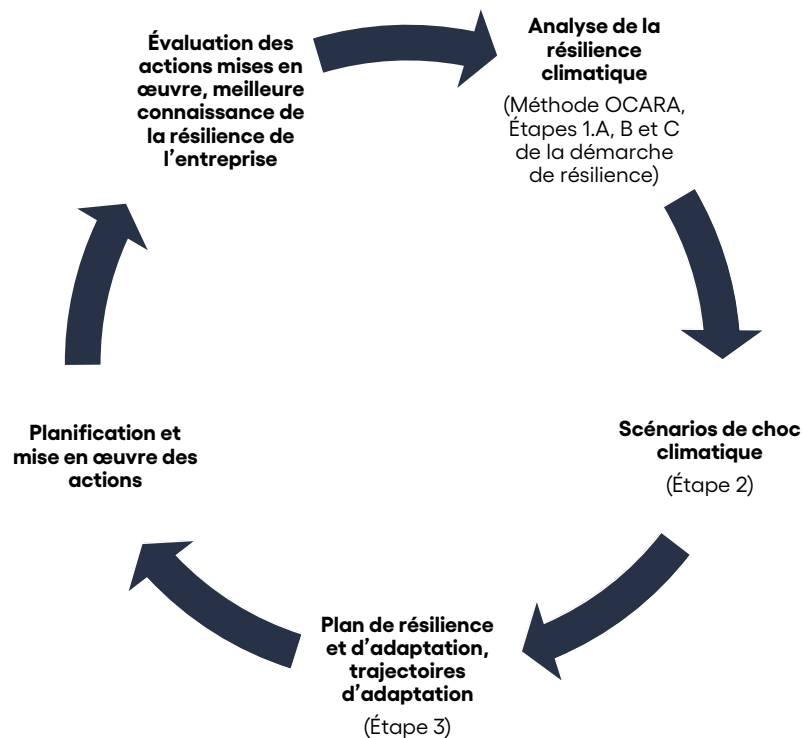 Évaluation des
actions mises en
œuvre, meilleure
connaissance de
la résilience de
l’entreprise
Analyse de la
résilience
climatique
(Méthode OCARA,
Étapes 1.A, B et C
de la démarche
de résilience)
Scénarios de choc
climatique
(Étape 2)
Plan de résilience
et d’adaptation,
trajectoires
d’adaptation
(Étape 3)
Planification et
mise en œuvre des
actions